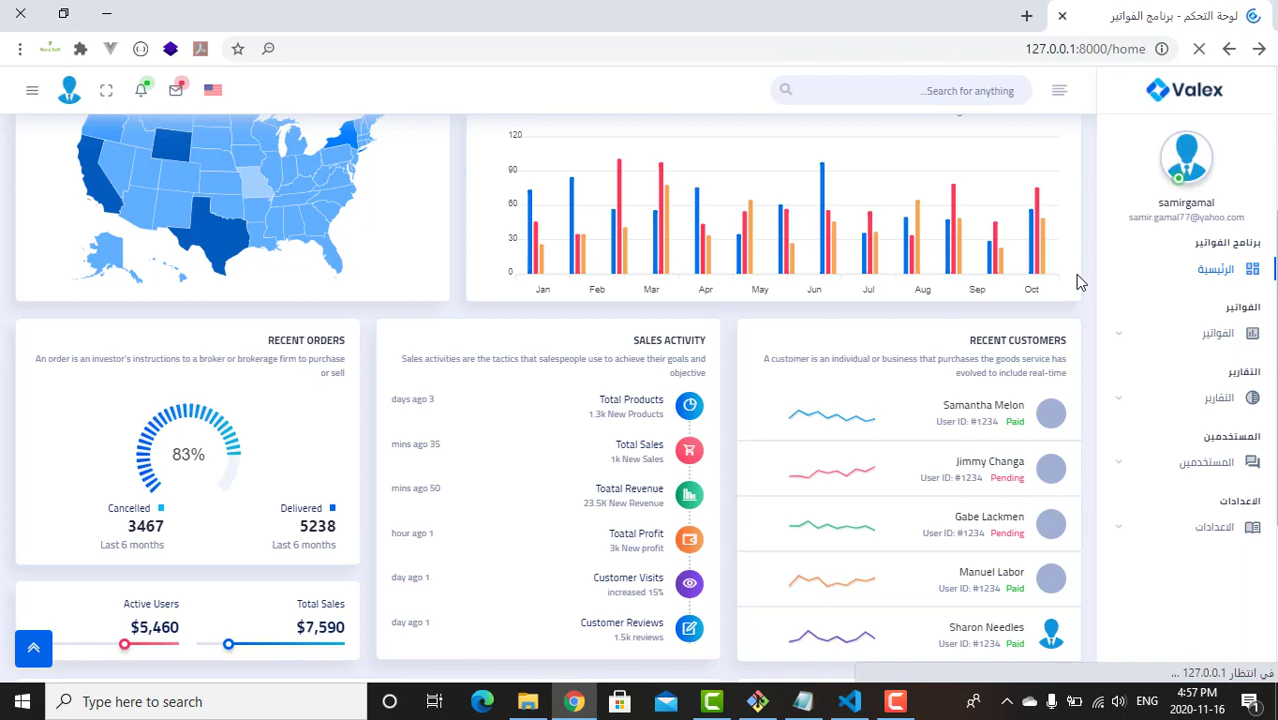 لوحة التحكم - برنامج الفواتير
127.0.0.1:8000/home
Search for anything...
Valex
samirgamal
samir.gamal77@yahoo.com
برنامج الفواتير
الرئيسية
الفواتير
الفواتير
التقارير
التقارير
المستخدمين
المستخدمين
الاعدادات
الاعدادات
120
90
60
30
0
Jan Feb Mar Apr May Jun Jul Aug Sep Oct
RECENT CUSTOMERS
A customer is an individual or business that purchases the goods service has
evolved to include real-time
Samantha Melon
User ID: #1234 Paid
Jimmy Changa
User ID: #1234 Pending
Gabe Lackmen
User ID: #1234 Pending
Manuel Labor
User ID: #1234 Paid
Sharon Needles
User ID: #1234 Paid
SALES ACTIVITY
Sales activities are the tactics that salespeople use to achieve their goals and
objective
Total Products
days ago 3
1.3k New Products
Total Sales
mins ago 35
1k New Sales
Toatal Revenue
mins ago 50
23.5K New Revenue
Toatal Profit
hour ago 1
3k New profit
Customer Visits
day ago 1
increased 15%
Customer Reviews
day ago 1
1.5k reviews
RECENT ORDERS
An order is an investor's instructions to a broker or brokerage firm to purchase
or sell
83%
Delivered
5238
Last 6 months
Cancelled
3467
Last 6 months
Total Sales
$7,590
Active Users
$5,460
في انتظار 127.0.0.1 ...
Type here to search
4:57 PM
2020-11-16